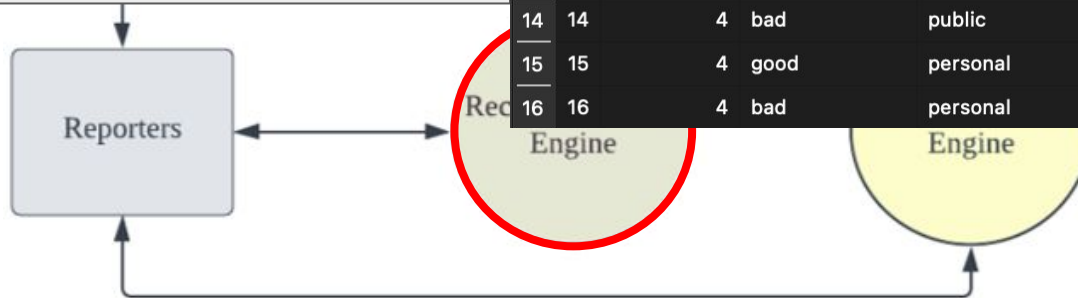 14 14 4 bad public
15 15 4 good personal
16 16 4 bad personal
Reporters
Engine
Engine